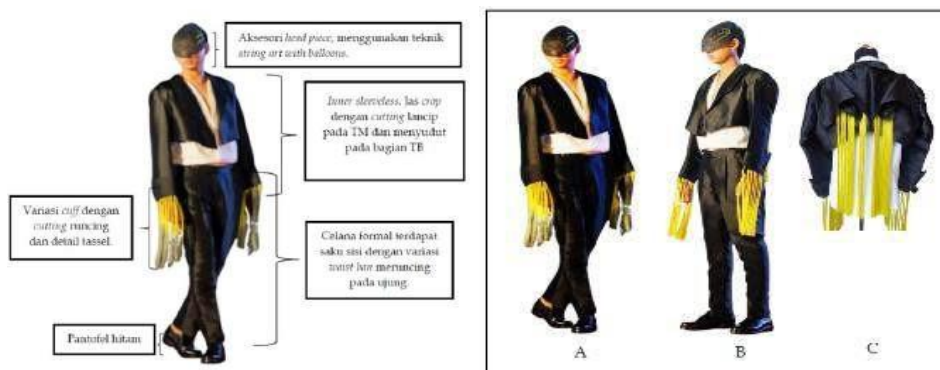 Aksesori head piece, menggunakan teknik
string art with balloons.
Inner sleeveless, jas crop
dengan cutting lancip
pada TM dan menyudut
pada bagian TB
Variasi cuff dengan
cutting runcing
dan detail tassel.
Celana formal terdapat
saku sisi dengan variasi
waist ban meruncing
pada ujung.
Pantofel hitam
A
B
C